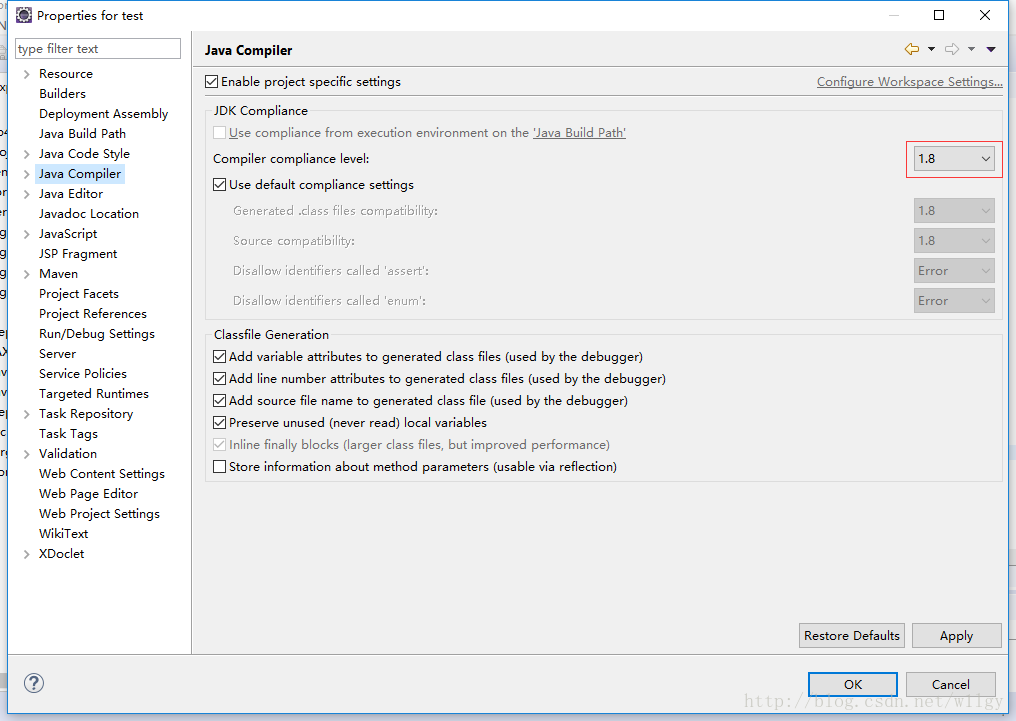 Properties for test
type filter text
Resource
Builders
Deployment Assembly
Java Build Path
Java Code Style
Java Compiler
Java Editor
Javadoc Location
JavaScript
JSP Fragment
Maven
Project Facets
Project References
Run/Debug Settings
Server
Service Policies
Targeted Runtimes
Task Repository
Task Tags
Validation
Web Content Settings
Web Page Editor
Web Project Settings
WikiText
XDoclet
Java Compiler
Enable project specific settings
Configure Workspace Settings...
JDK Compliance
Use compliance from execution environment on the 'Java Build Path'
Compiler compliance level:
1.8
Use default compliance settings
Generated .class files compatibility:
1.8
Source compatibility:
1.8
Disallow identifiers called 'assert':
Error
Disallow identifiers called 'enum':
Error
Classfile Generation
Add variable attributes to generated class files (used by the debugger)
Add line number attributes to generated class files (used by the debugger)
Add source file name to generated class file (used by the debugger)
Preserve unused (never read) local variables
Inline finally blocks (larger class files, but improved performance)
Store information about method parameters (usable via reflection)
Restore Defaults
Apply
OK
Cancel